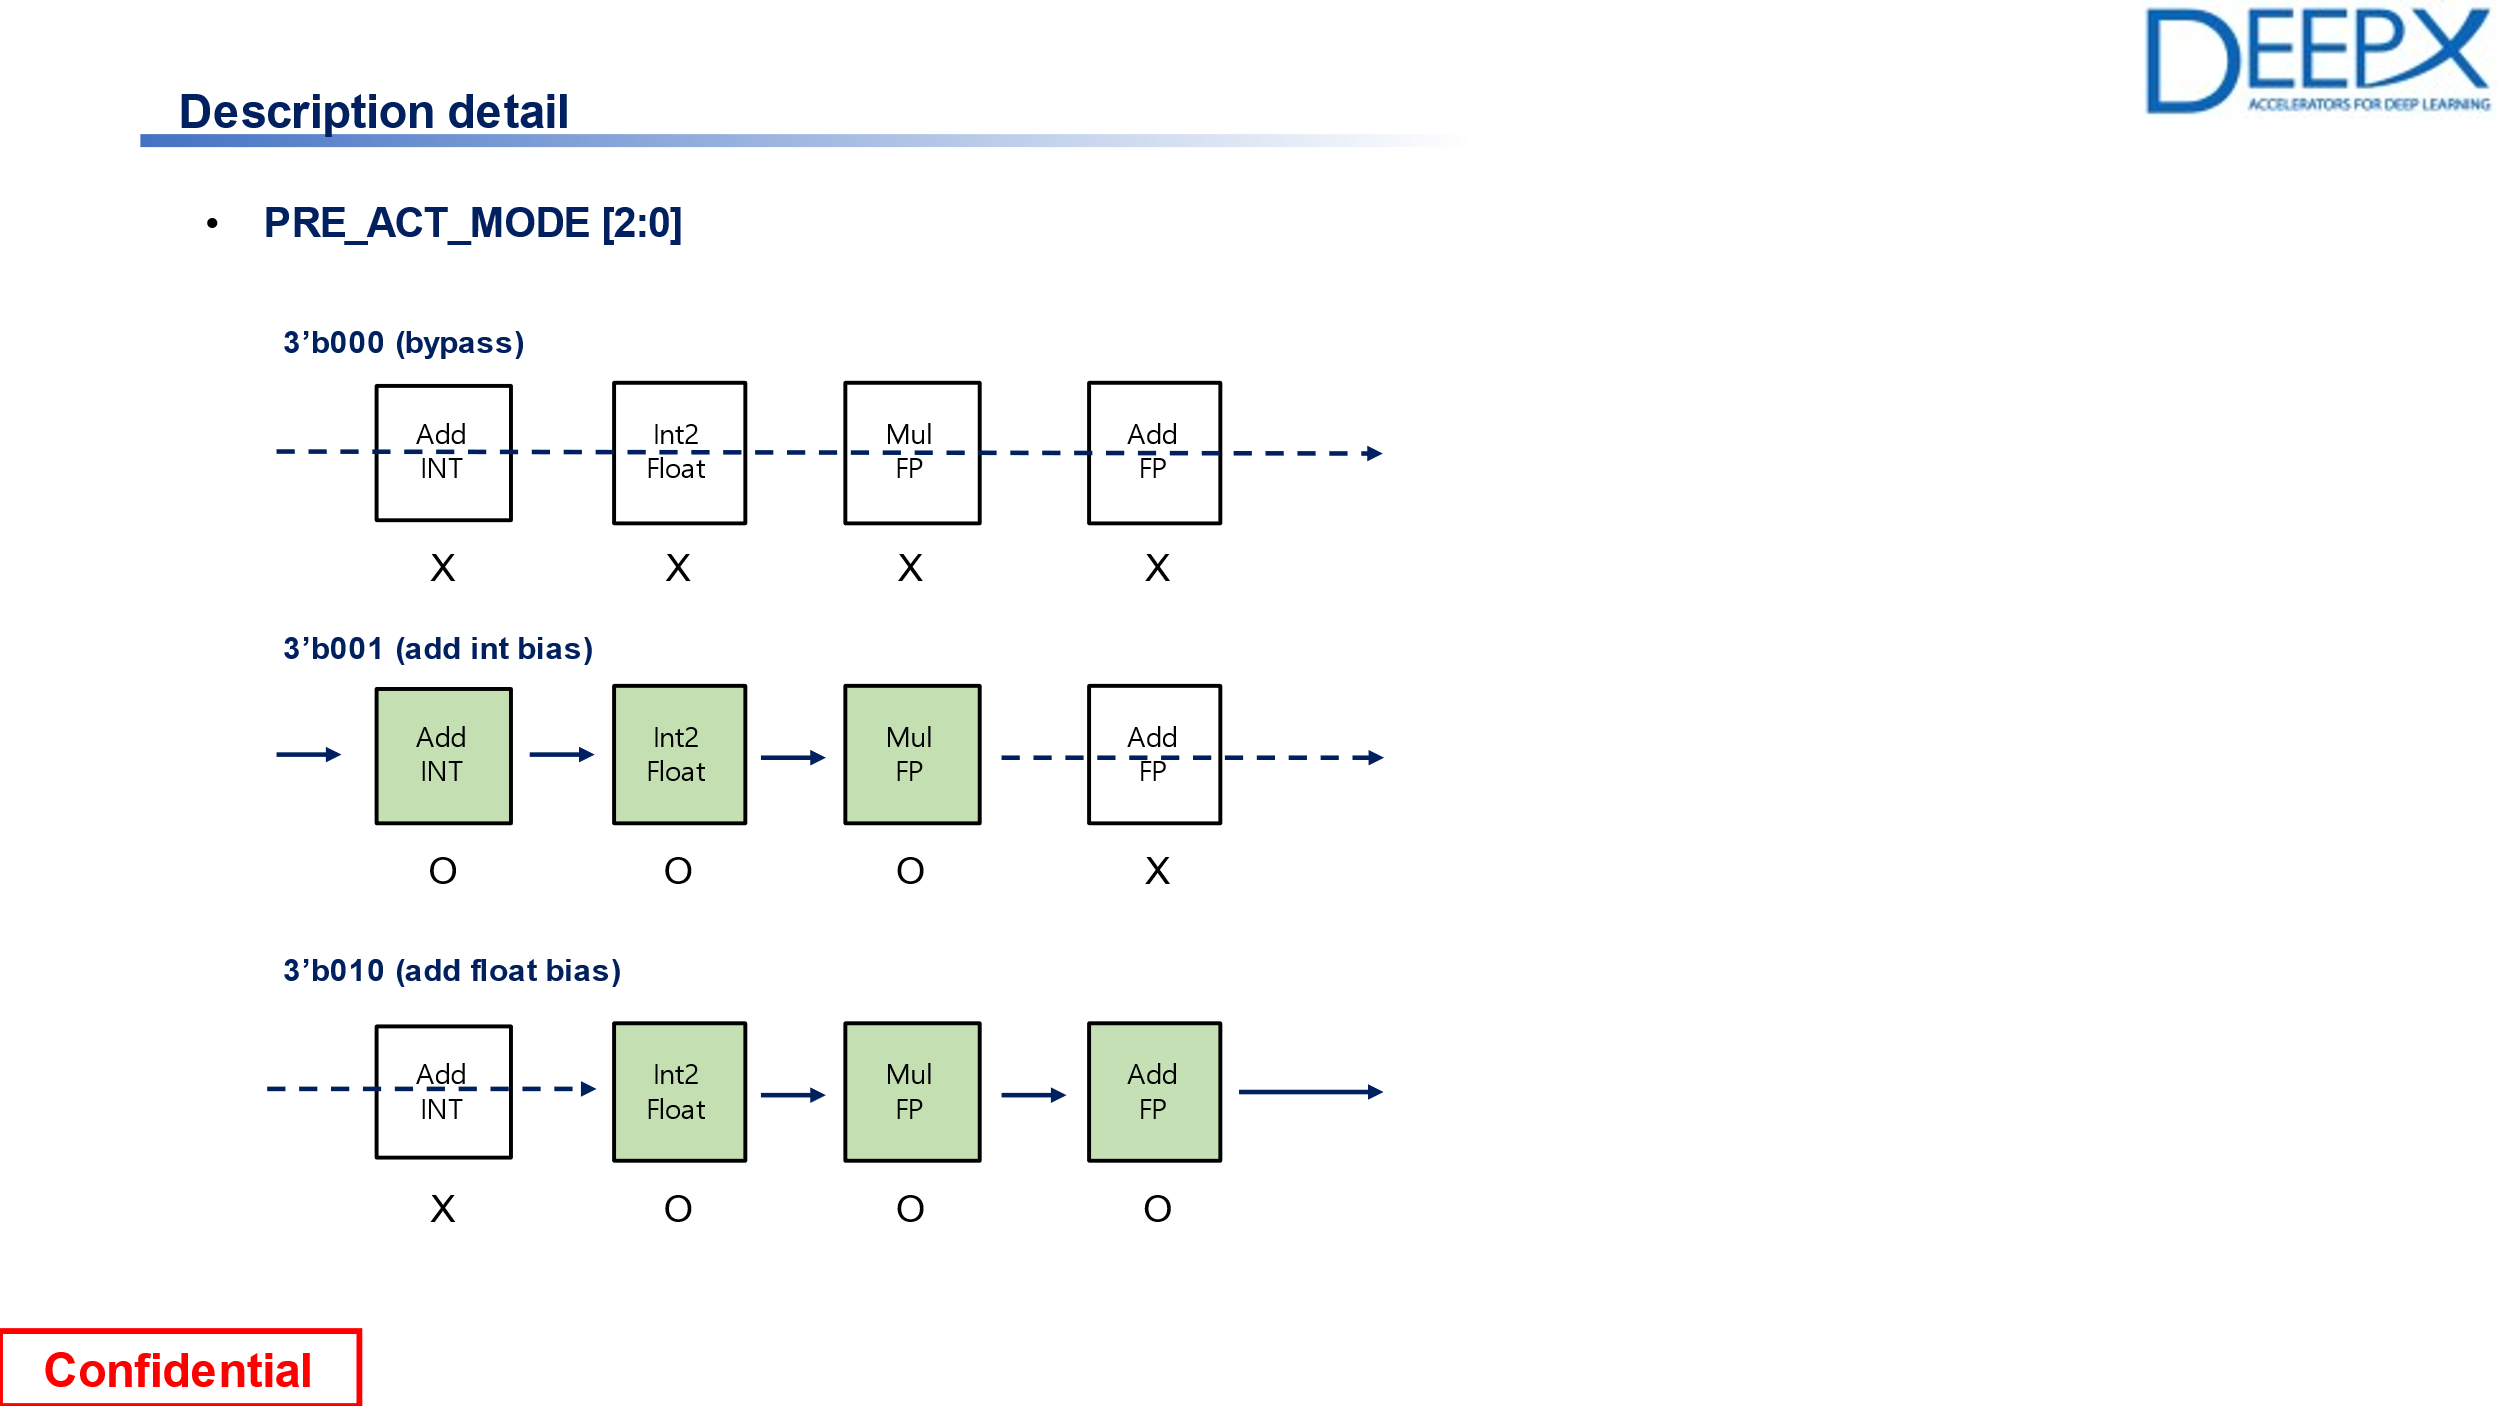 DEEPX
ACCELERATORS FOR DEEP LEARNING
Description detail
• PRE_ACT_MODE [2:0]
3’b000 (bypass)
Add INT
Int2 Float
Mul FP
Add FP
X X X X
3’b001 (add int bias)
Add INT
Int2 Float
Mul FP
Add FP
O O O X
3’b010 (add float bias)
Add INT
Int2 Float
Mul FP
Add FP
X O O O
Confidential